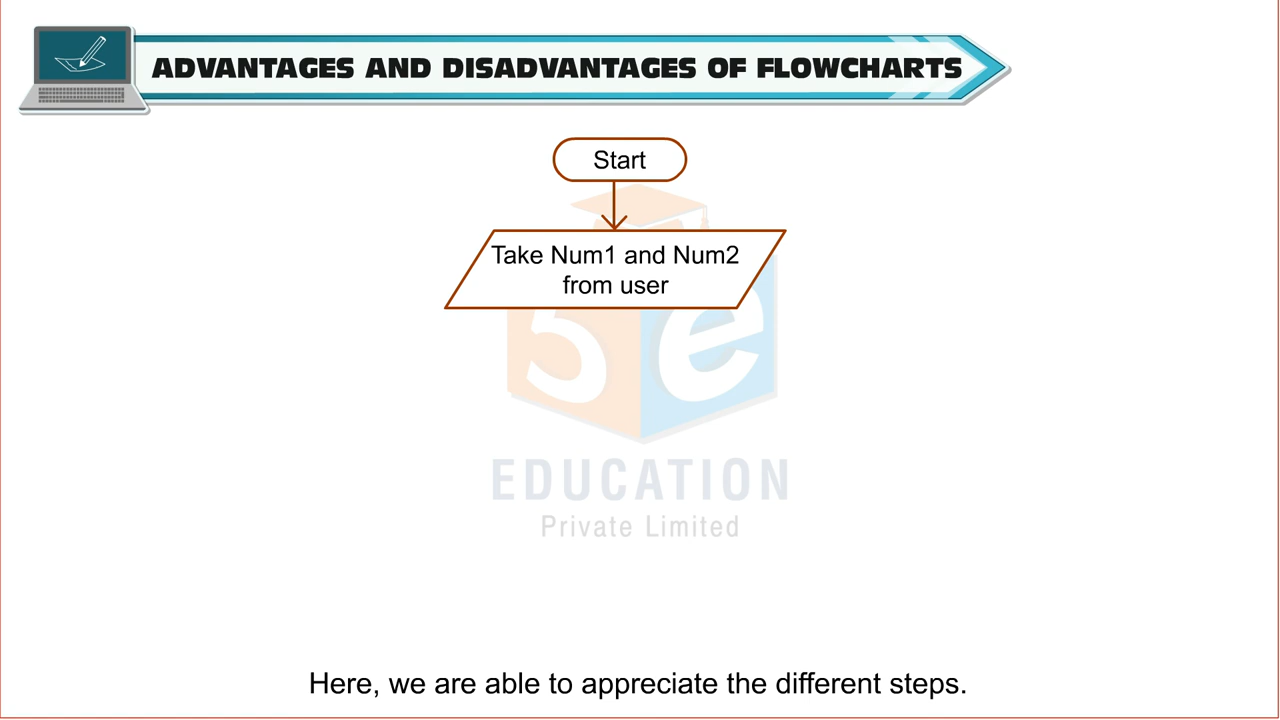 ADVANTAGES AND DISADVANTAGES OF FLOWCHARTS
Start
Take Num1 and Num2
from user
5e
EDUCATION
Private Limited
Here, we are able to appreciate the different steps.